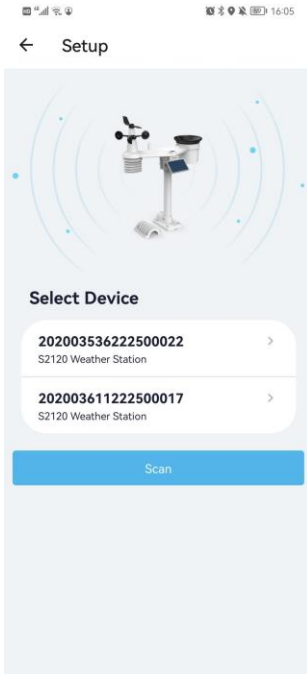 16:05
Setup
Select Device
202003536222500022
S2120 Weather Station
202003611222500017
S2120 Weather Station
Scan